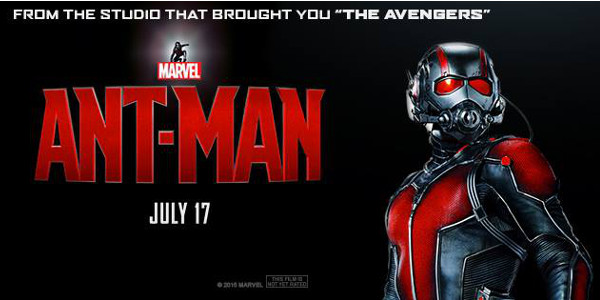 FROM THE STUDIO THAT BROUGHT YOU "THE AVENGERS"
MARVEL
ANT-MAN
JULY 17
© 2015 MARVEL
THIS FILM IS
NOT YET RATED